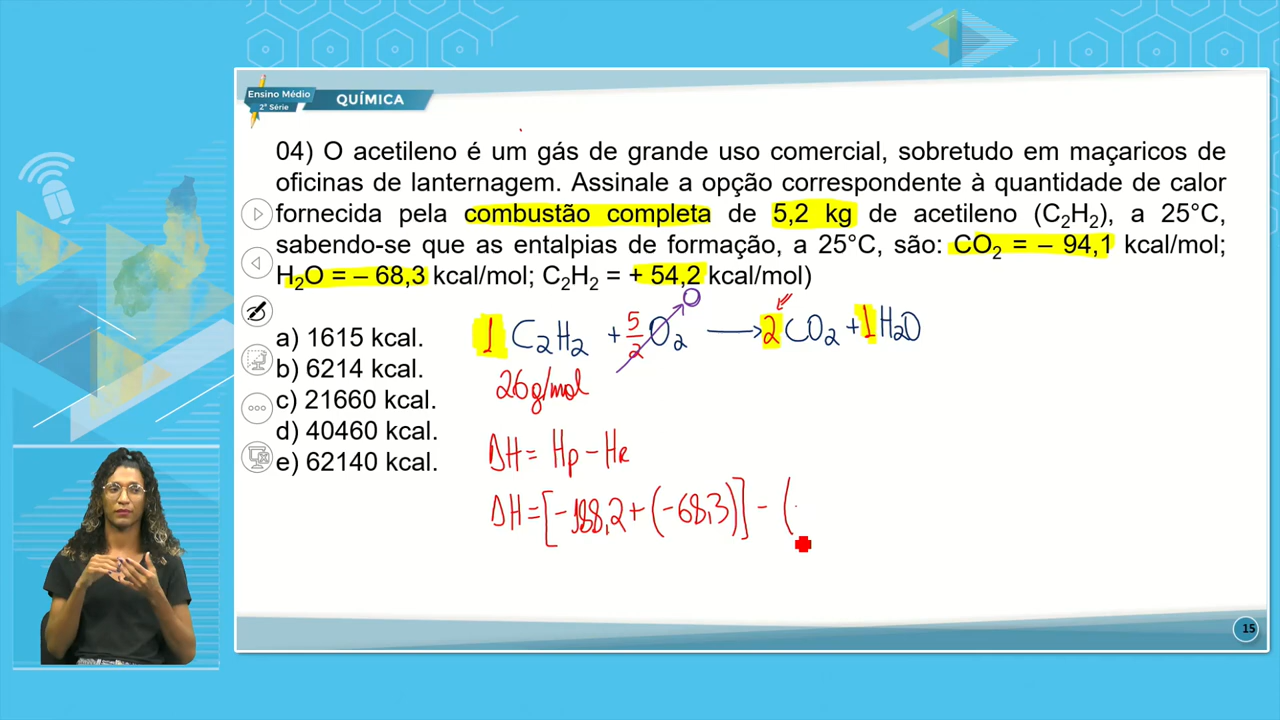 Ensino Médio
2ª Série
QUÍMICA
04) O acetileno é um gás de grande uso comercial, sobretudo em maçaricos de
oficinas de lanternagem. Assinale a opção correspondente à quantidade de calor
fornecida pela combustão completa de 5,2 kg de acetileno (C₂H₂), a 25°C,
sabendo-se que as entalpias de formação, a 25°C, são: CO₂ = – 94,1 kcal/mol;
H₂O = – 68,3 kcal/mol; C₂H₂ = + 54,2 kcal/mol)
a) 1615 kcal.
b) 6214 kcal.
c) 21660 kcal.
d) 40460 kcal.
e) 62140 kcal.
1 C₂H₂ + 5/2 O₂ → 2 CO₂ + 1 H₂O
0
26g/mol
ΔH = Hp - HR
ΔH = [-188,2 + (-68,3)] - (
15